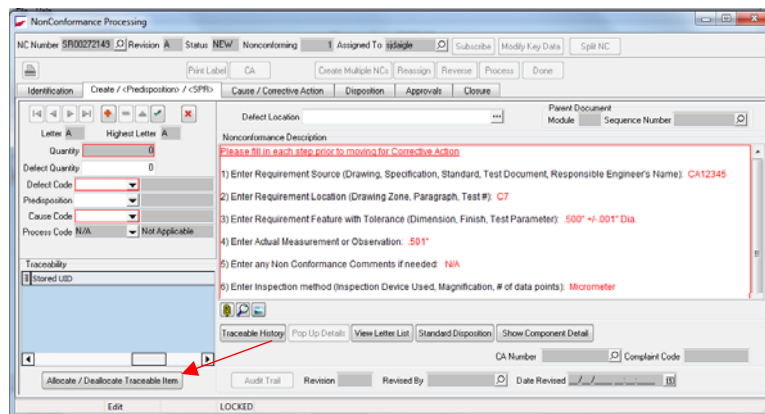 NonConformance Processing
NC Number SR00272149 Revision A Status NEW Nonconforming 1 Assigned To sjdaigle Subscribe Modify Key Data Split NC
Print Label CA Create Multiple NCs Reassign Reverse Process Done
Identification Create / <Predisposition> / <SPR> Cause / Corrective Action Disposition Approvals Closure
Letter A Highest Letter A
Quantity 0
Defect Quantity 0
Defect Code
Predisposition
Cause Code
Process Code N/A Not Applicable
Traceability
Stored UID
Allocate / Deallocate Traceable Item
Defect Location
Parent Document
Module Sequence Number
Nonconformance Description
Please fill in each step prior to moving for Corrective Action
1) Enter Requirement Source (Drawing, Specification, Standard, Test Document, Responsible Engineer's Name): CA12345
2) Enter Requirement Location (Drawing Zone, Paragraph, Test #): C7
3) Enter Requirement Feature with Tolerance (Dimension, Finish, Test Parameter): .500" +/-.001" Dia.
4) Enter Actual Measurement or Observation: .501"
5) Enter any Non Conformance Comments if needed: N/A
6) Enter Inspection method (Inspection Device Used, Magnification, # of data points): Micrometer
Traceable History Pop Up Details View Letter List Standard Disposition Show Component Detail
CA Number Complaint Code
Audit Trail Revision Revised By Date Revised __/__/____ __:__:__
Edit LOCKED